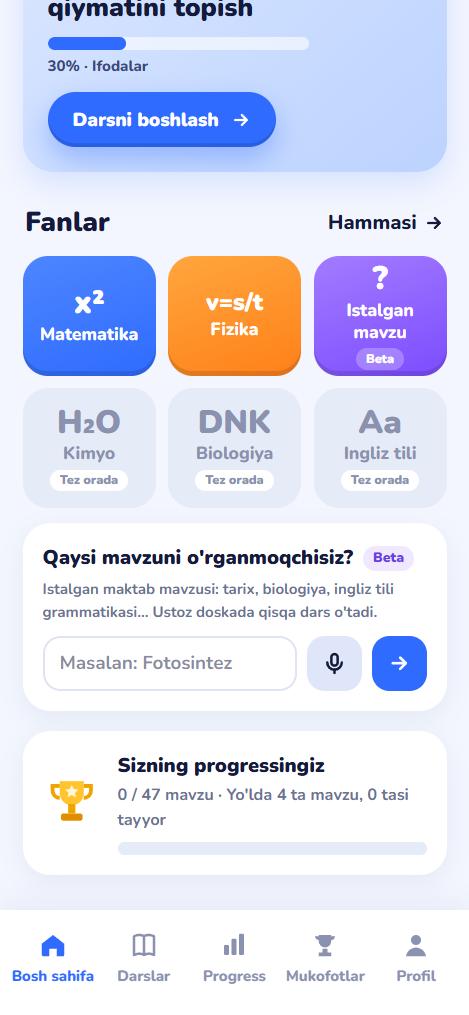 qiymatini topish
30% · Ifodalar
Darsni boshlash →
Fanlar
Hammasi →
x²
Matematika
v=s/t
Fizika
?
Istalgan
mavzu
Beta
H₂O
Kimyo
Tez orada
DNK
Biologiya
Tez orada
Aa
Ingliz tili
Tez orada
Qaysi mavzuni o'rganmoqchisiz? Beta
Istalgan maktab mavzusi: tarix, biologiya, ingliz tili
grammatikasi... Ustoz doskada qisqa dars o'tadi.
Masalan: Fotosintez
Sizning progressingiz
0 / 47 mavzu · Yo'lda 4 ta mavzu, 0 tasi
tayyor
Bosh sahifa
Darslar
Progress
Mukofotlar
Profil